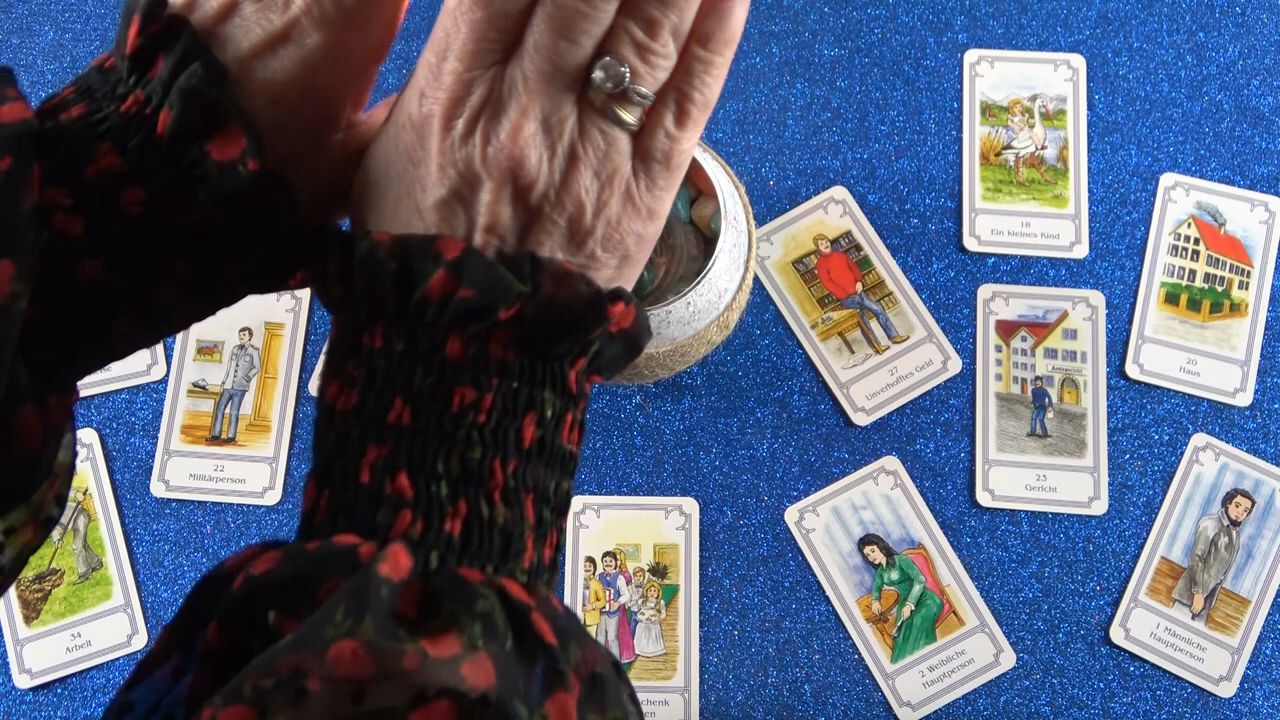 18
Ein kleines Kind
27
Unverhofftes Geld
20
Haus
Amtsgericht
23
Gericht
22
Militärperson
34
Arbeit
2 Weibliche
Hauptperson
1 Männliche
Hauptperson